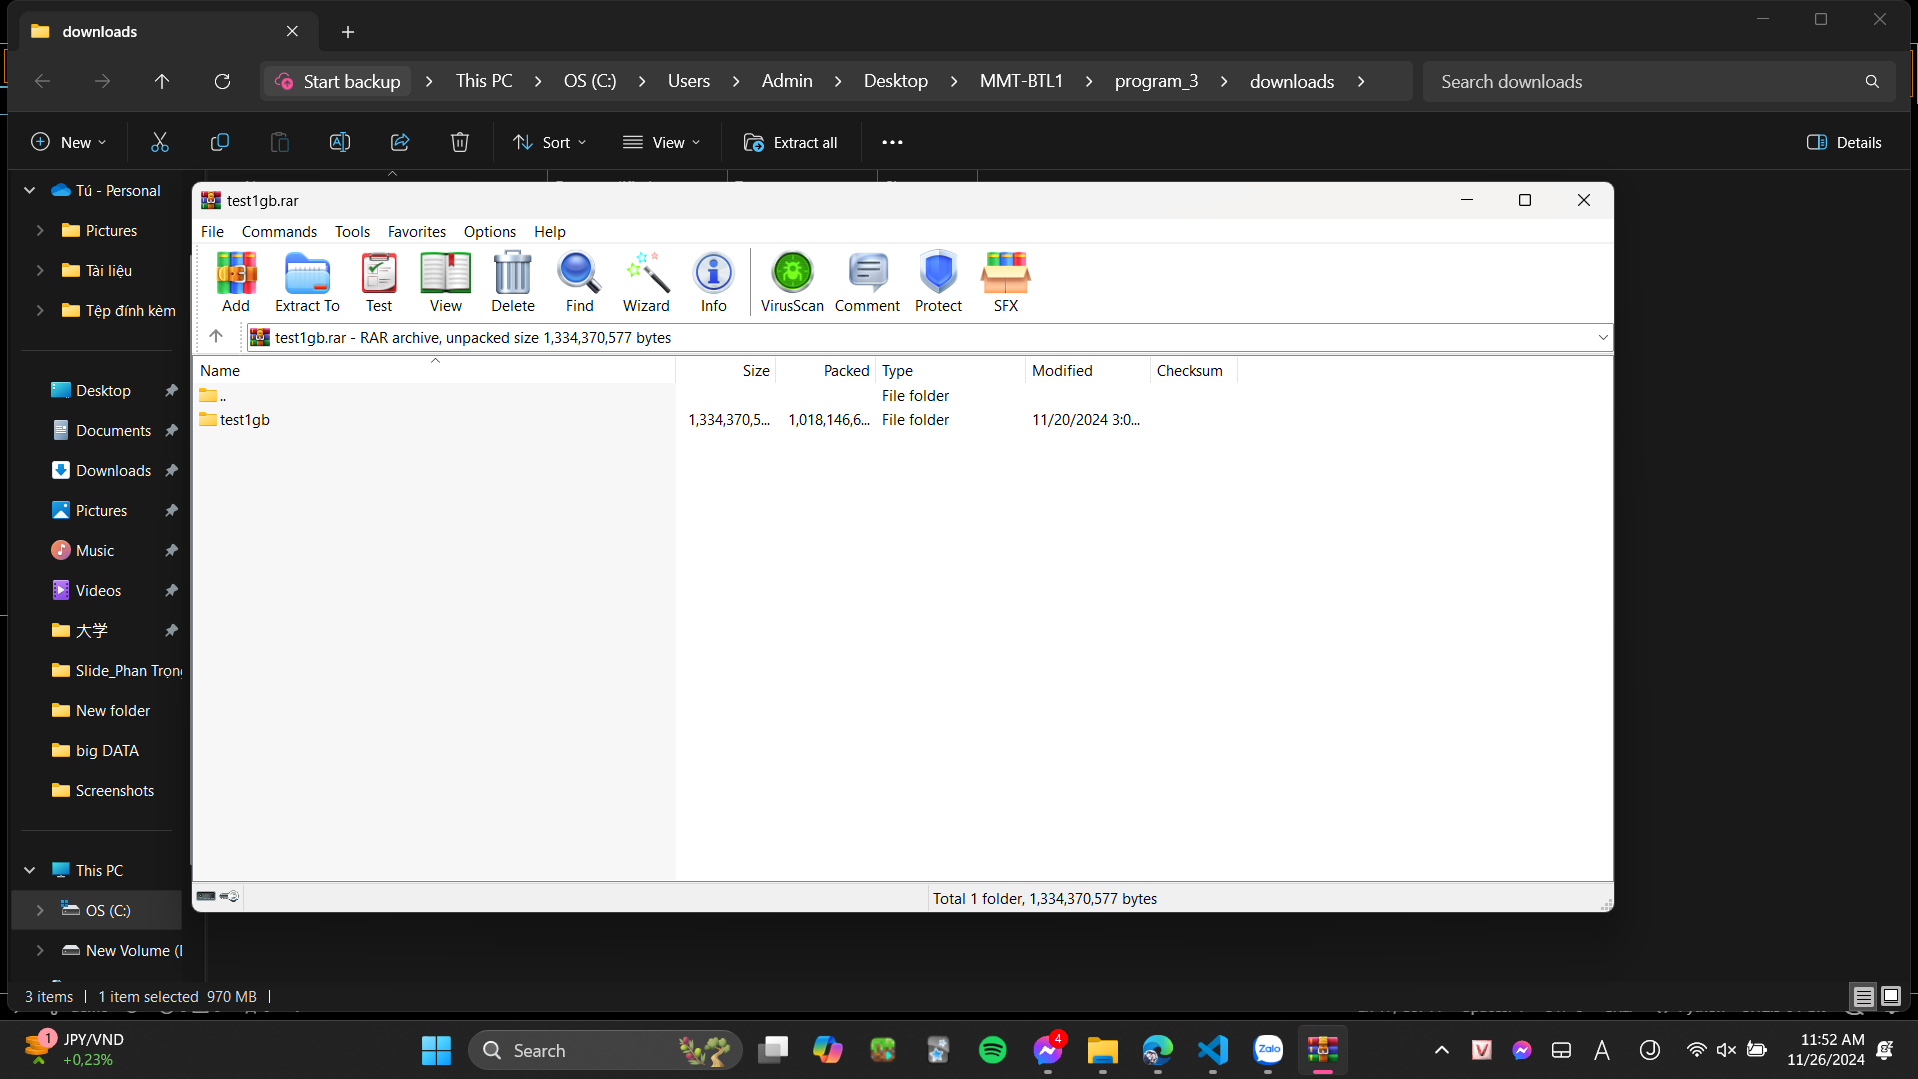 downloads
Start backup > This PC > OS (C:) > Users > Admin > Desktop > MMT-BTL1 > program_3 > downloads >
Search downloads
New
Sort
View
Extract all
Details
Tú - Personal
Pictures
Tài liệu
Tệp đính kèm
Desktop
Documents
Downloads
Pictures
Music
Videos
大学
Slide_Phan Trọng
New folder
big DATA
Screenshots
This PC
OS (C:)
New Volume (
test1gb.rar
File Commands Tools Favorites Options Help
Add Extract To Test View Delete Find Wizard Info VirusScan Comment Protect SFX
test1gb.rar - RAR archive, unpacked size 1,334,370,577 bytes
Name Size Packed Type Modified Checksum
.. File folder
test1gb 1,334,370,5... 1,018,146,6... File folder 11/20/2024 3:0...
Total 1 folder, 1,334,370,577 bytes
3 items | 1 item selected 970 MB |
1
JPY/VND
+0,23%
Search
4
Zalo
V
A
J
11:52 AM
11/26/2024